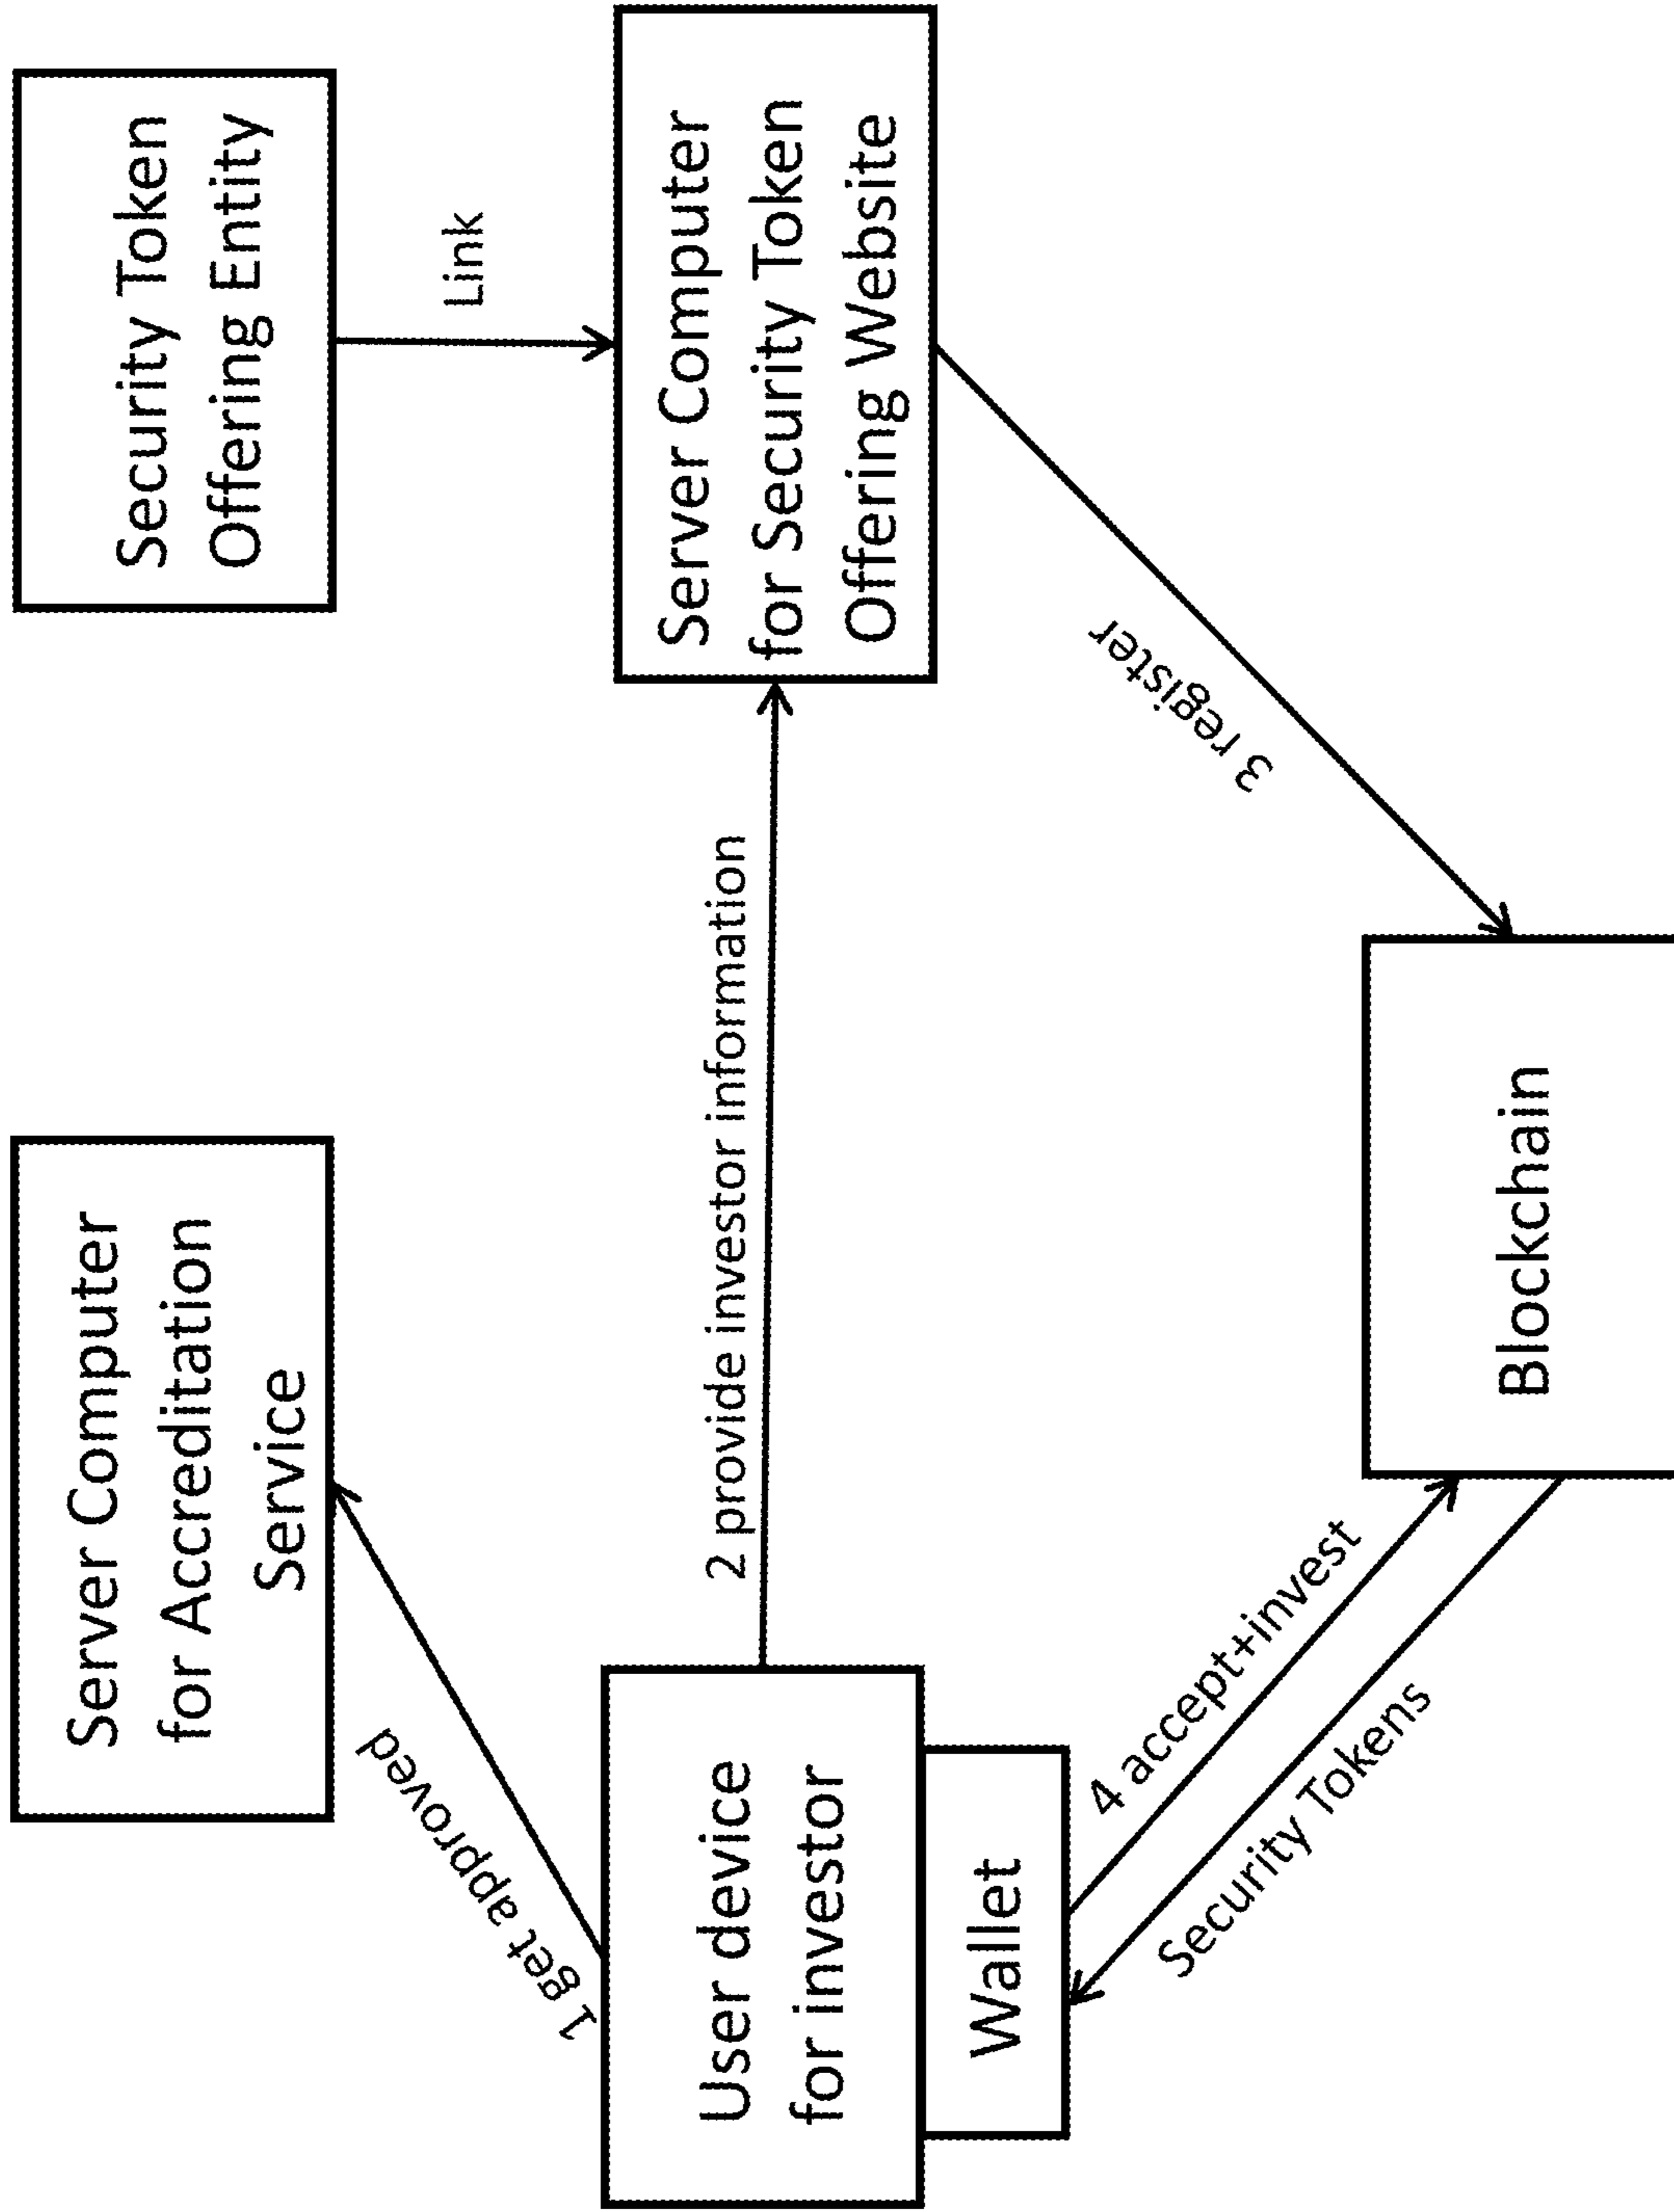 Server Computer
for Accreditation
Service
Security Token
Offering Entity
1 get approved
Link
User device
for investor
2 provide investor information
Server Computer
for Security Token
Offering Website
Wallet
4 accept+invest
Security Tokens
3 register
Blockchain